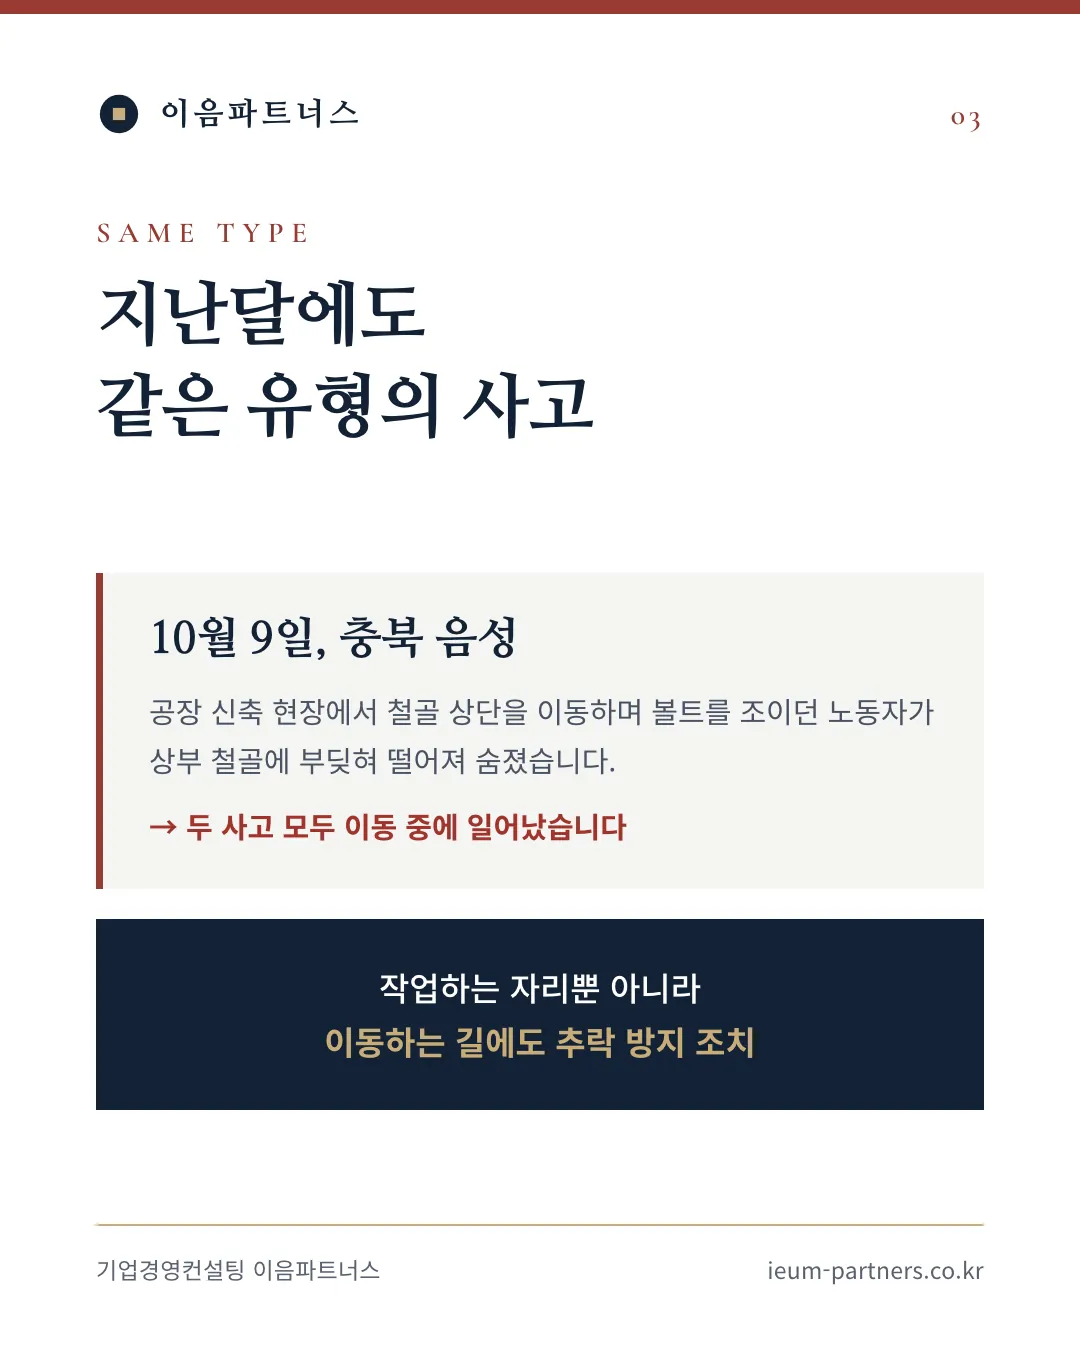 이음파트너스
03
SAME TYPE
지난달에도
같은 유형의 사고
10월 9일, 충북 음성
공장 신축 현장에서 철골 상단을 이동하며 볼트를 조이던 노동자가
상부 철골에 부딪혀 떨어져 숨졌습니다.
→ 두 사고 모두 이동 중에 일어났습니다
작업하는 자리뿐 아니라
이동하는 길에도 추락 방지 조치
기업경영컨설팅 이음파트너스
ieum-partners.co.kr